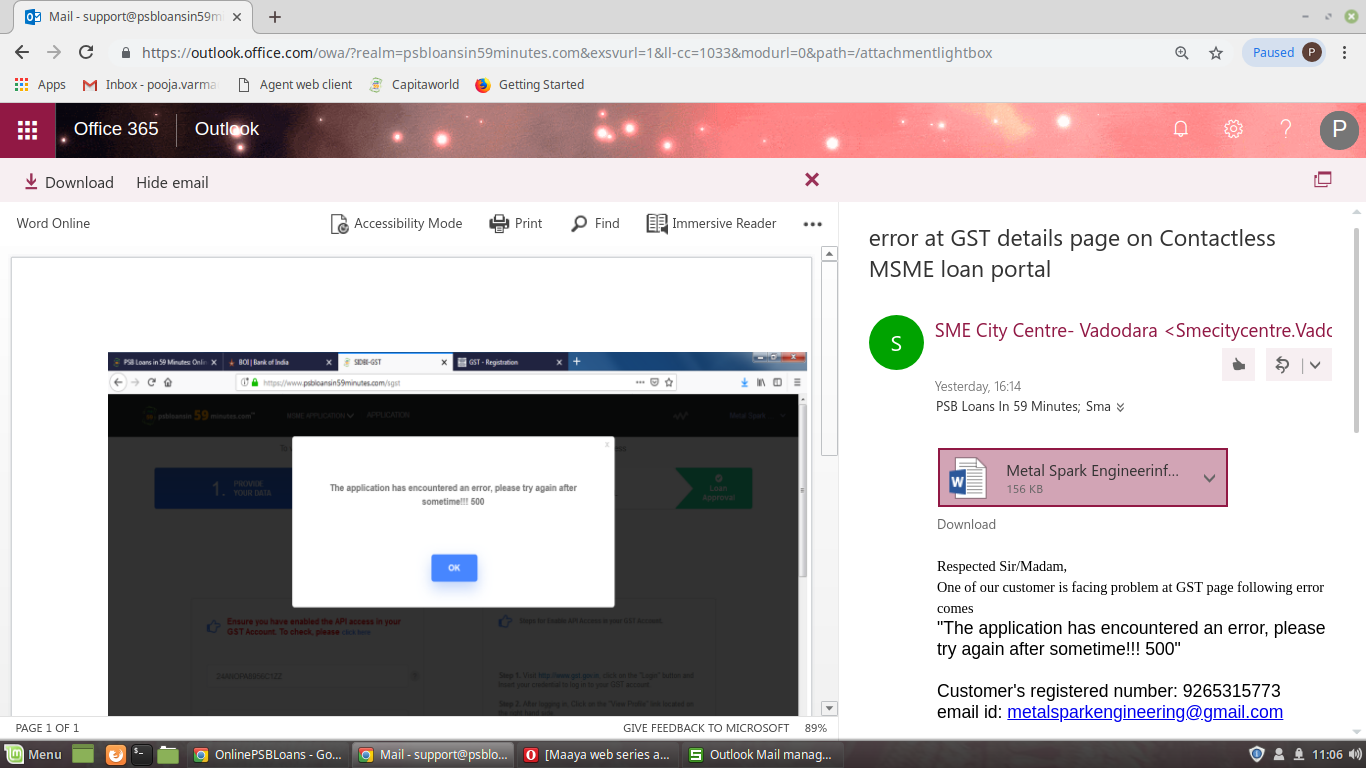 Mail - support@psbloansin59m
https://outlook.office.com/owa/?realm=psbloansin59minutes.com&exsvurl=1&ll-cc=1033&modurl=0&path=/attachmentlightbox
Paused P
Apps Inbox - pooja.varma Agent web client Capitaworld Getting Started
Office 365 Outlook P
Download Hide email
Word Online Accessibility Mode Print Find Immersive Reader
PSB Loans in 59 Minutes: Onlin BOI | Bank of India SIDBI-GST GST - Registration
https://www.psbloansin59minutes.com/sgst
psbloansin 59 minutes.com APPLICATION
1. PROVIDE
YOUR DATA
Loan
Approval
x
The application has encountered an error, please try again after
sometime!!! 500
OK
Ensure you have enabled the API access in your
GST Account. To check, please click here
Steps for Enable API Access in your GST Account.
Step 1. Visit http://www.gst.gov.in, click on the "Login" button and
insert your credential to log in to your GST account.
Step 2. After logging in, Click on the "View Profile" link located on
the right hand side
PAGE 1 OF 1 GIVE FEEDBACK TO MICROSOFT 89%
error at GST details page on Contactless
MSME loan portal
S
SME City Centre- Vadodara <Smecitycentre.Vadc
Yesterday, 16:14
PSB Loans In 59 Minutes; Sma
Metal Spark Engineerinf...
156 KB
Download
Respected Sir/Madam,
One of our customer is facing problem at GST page following error
comes
"The application has encountered an error, please
try again after sometime!!! 500"
Customer's registered number: 9265315773
email id: metalsparkengineering@gmail.com
Menu OnlinePSBLoans - Go... Mail - support@psblo... [Maaya web series a... Outlook Mail manag... 11:06